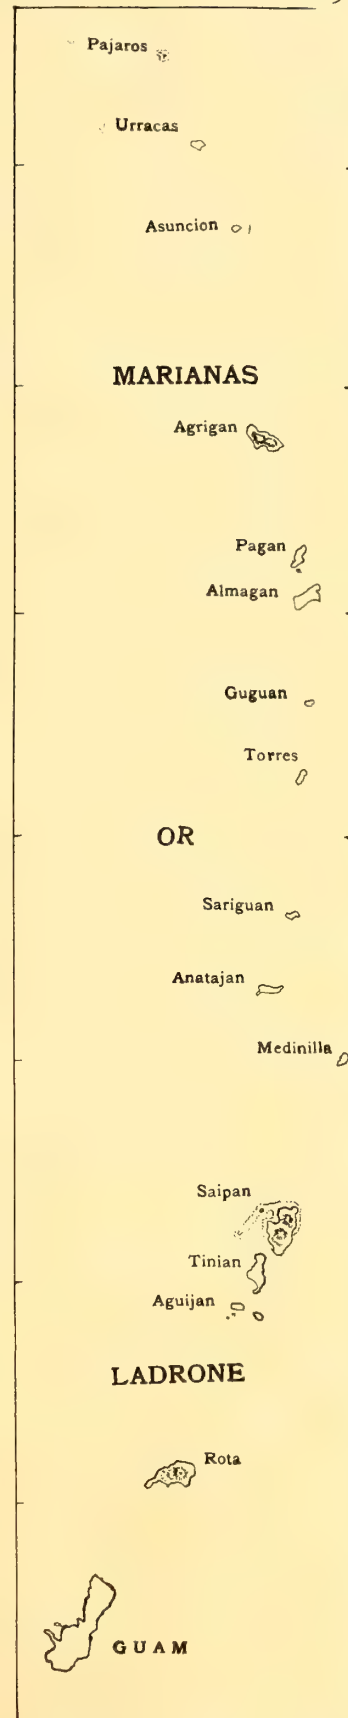 Pajaros
Urracas
Asuncion
MARIANAS
Agrigan
Pagan
Almagan
Guguan
Torres
OR
Sariguan
Anatajan
Medinilla
Saipan
Tinian
Aguijan
LADRONE
Rota
GUAM